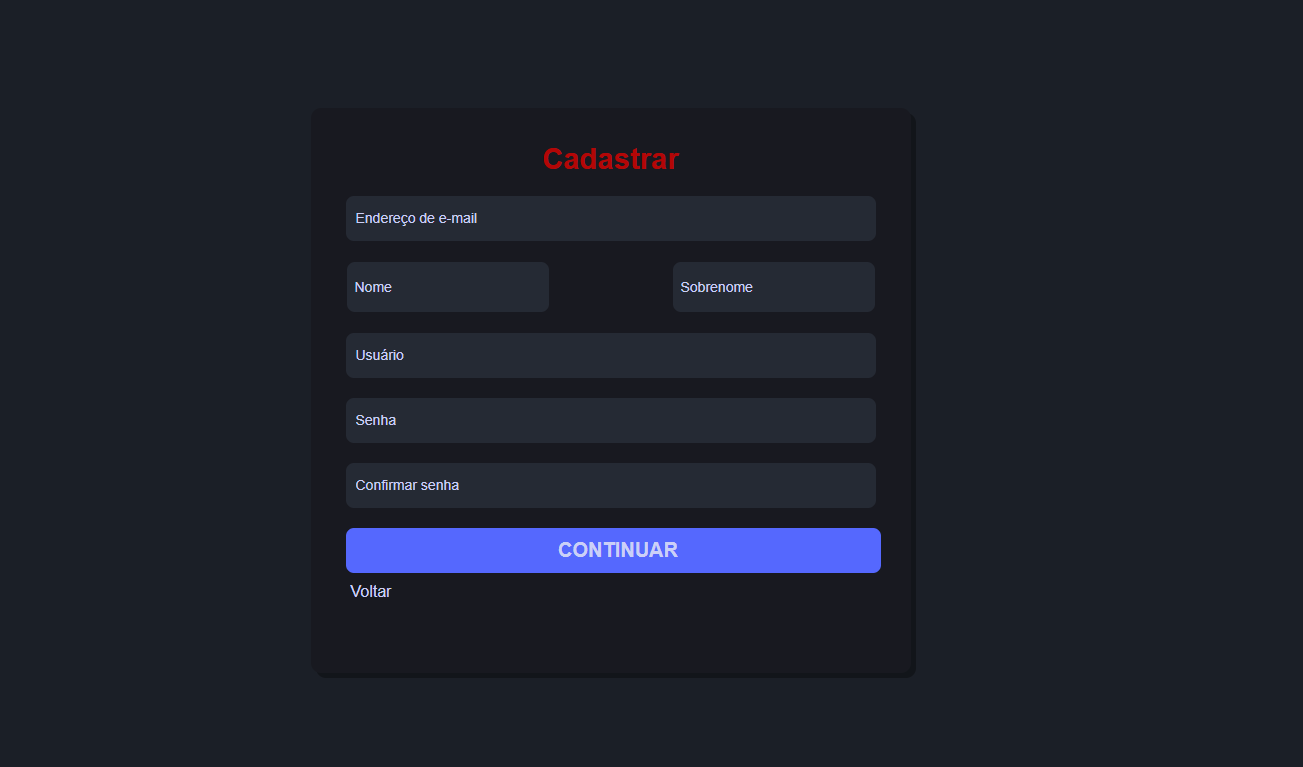 Cadastrar
Endereço de e-mail
Nome Sobrenome
Usuário
Senha
Confirmar senha
CONTINUAR
Voltar